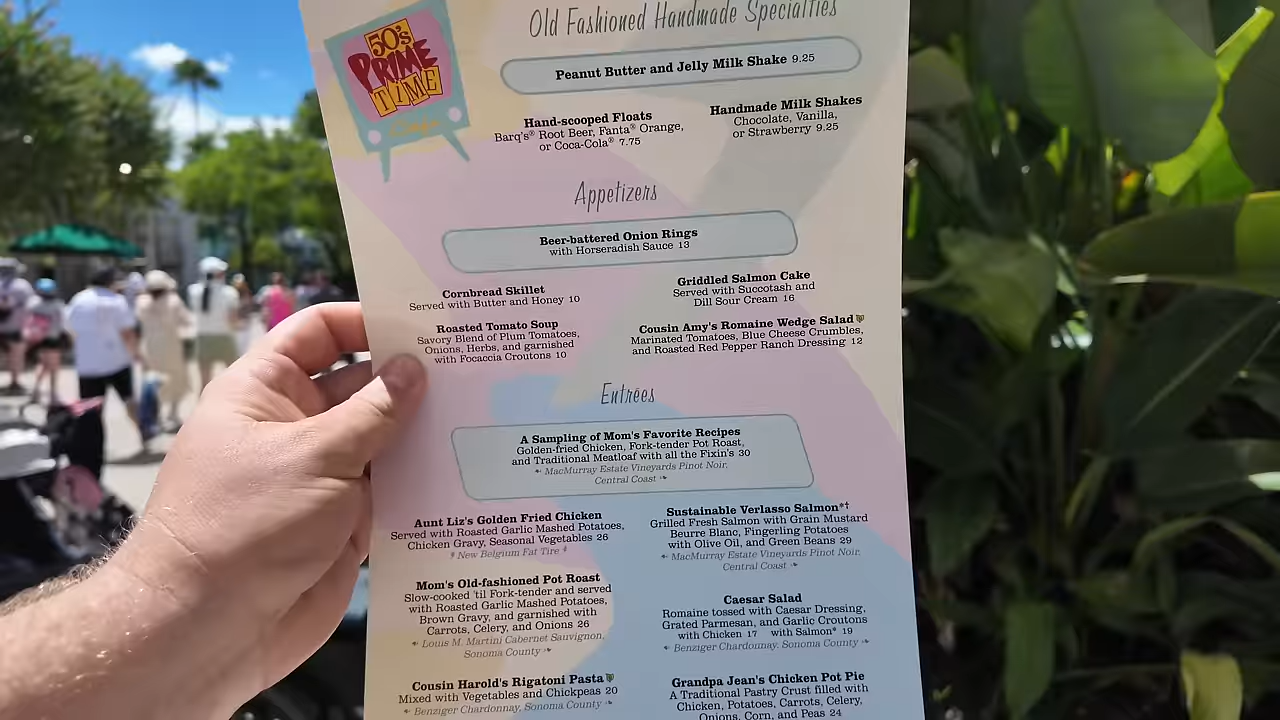 50's
PRIME
TIME
Cafe
Old Fashioned Handmade Specialties
Peanut Butter and Jelly Milk Shake 9.25
Hand-scooped Floats
Barq's® Root Beer, Fanta® Orange,
or Coca-Cola® 7.75
Handmade Milk Shakes
Chocolate, Vanilla,
or Strawberry 9.25
Appetizers
Beer-battered Onion Rings
with Horseradish Sauce 13
Cornbread Skillet
Served with Butter and Honey 10
Griddled Salmon Cake
Served with Succotash and
Dill Sour Cream 16
Roasted Tomato Soup
Savory Blend of Plum Tomatoes,
Onions, Herbs, and garnished
with Focaccia Croutons 10
Cousin Amy's Romaine Wedge Salad
Marinated Tomatoes, Blue Cheese Crumbles,
and Roasted Red Pepper Ranch Dressing 12
Entrées
A Sampling of Mom's Favorite Recipes
Golden-fried Chicken, Fork-tender Pot Roast,
and Traditional Meatloaf with all the Fixin's 30
MacMurray Estate Vineyards Pinot Noir,
Central Coast
Aunt Liz's Golden Fried Chicken
Served with Roasted Garlic Mashed Potatoes,
Chicken Gravy, Seasonal Vegetables 26
New Belgium Fat Tire
Sustainable Verlasso Salmon*†
Grilled Fresh Salmon with Grain Mustard
Beurre Blanc, Fingerling Potatoes
with Olive Oil, and Green Beans 29
MacMurray Estate Vineyards Pinot Noir,
Central Coast
Mom's Old-fashioned Pot Roast
Slow-cooked 'til Fork-tender and served
with Roasted Garlic Mashed Potatoes,
Brown Gravy, and garnished with
Carrots, Celery, and Onions 26
Louis M. Martini Cabernet Sauvignon,
Sonoma County
Caesar Salad
Romaine tossed with Caesar Dressing,
Grated Parmesan, and Garlic Croutons
with Chicken 17 with Salmon* 19
Benziger Chardonnay, Sonoma County
Cousin Harold's Rigatoni Pasta
Mixed with Vegetables and Chickpeas 20
Benziger Chardonnay, Sonoma County
Grandpa Jean's Chicken Pot Pie
A Traditional Pastry Crust filled with
Chicken, Potatoes, Carrots, Celery,
Onions, Corn, and Peas 24